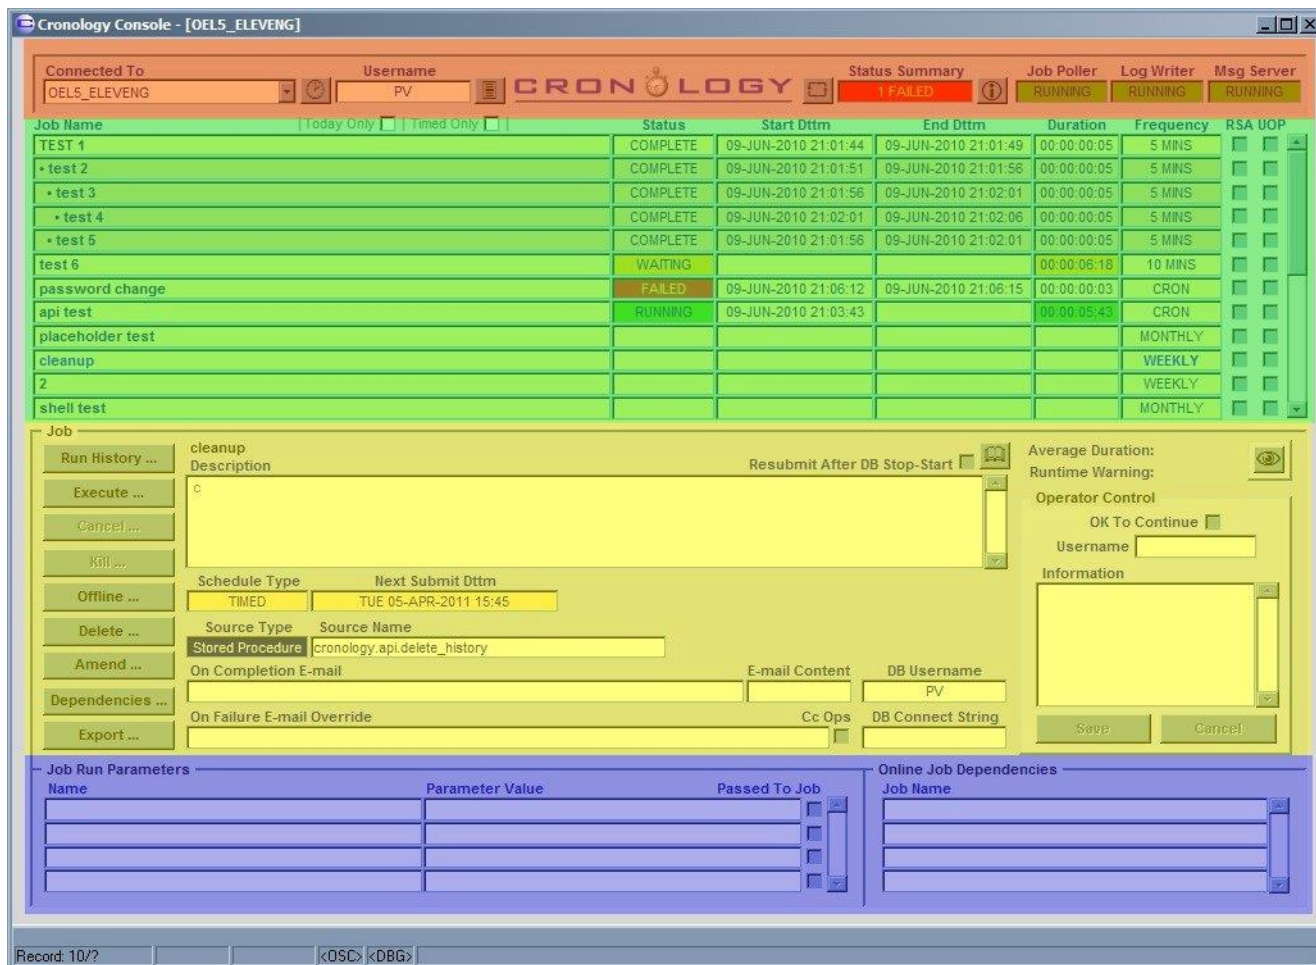 Cronology Console - [OEL5_ELEVENG]
Connected To Username Status Summary Job Poller Log Writer Msg Server
OEL5_ELEVENG PV CRONOLOGY 1 FAILED RUNNING RUNNING RUNNING
Job Name | Today Only | Timed Only | Status Start Dttm End Dttm Duration Frequency RSA UOP
TEST 1 COMPLETE 09-JUN-2010 21:01:44 09-JUN-2010 21:01:49 00:00:00:05 5 MINS
• test 2 COMPLETE 09-JUN-2010 21:01:51 09-JUN-2010 21:01:56 00:00:00:05 5 MINS
• test 3 COMPLETE 09-JUN-2010 21:01:56 09-JUN-2010 21:02:01 00:00:00:05 5 MINS
• test 4 COMPLETE 09-JUN-2010 21:02:01 09-JUN-2010 21:02:06 00:00:00:05 5 MINS
• test 5 COMPLETE 09-JUN-2010 21:01:56 09-JUN-2010 21:02:01 00:00:00:05 5 MINS
test 6 WAITING 00:00:06:18 10 MINS
password change FAILED 09-JUN-2010 21:06:12 09-JUN-2010 21:06:15 00:00:00:03 CRON
api test RUNNING 09-JUN-2010 21:03:43 00:00:05:43 CRON
placeholder test MONTHLY
cleanup WEEKLY
2 WEEKLY
shell test MONTHLY
Job
Run History ...
Execute ...
Cancel ...
Kill ...
Offline ...
Delete ...
Amend ...
Dependencies ...
Export ...
cleanup
Description Resubmit After DB Stop-Start
c
Schedule Type Next Submit Dttm
TIMED TUE 05-APR-2011 15:45
Source Type Source Name
Stored Procedure cronology.api.delete_history
On Completion E-mail E-mail Content DB Username
PV
On Failure E-mail Override Cc Ops DB Connect String
Average Duration:
Runtime Warning:
Operator Control
OK To Continue
Username
Information
Save Cancel
Job Run Parameters
Name Parameter Value Passed To Job
Online Job Dependencies
Job Name
Record: 10/? <OSC> <DBG>